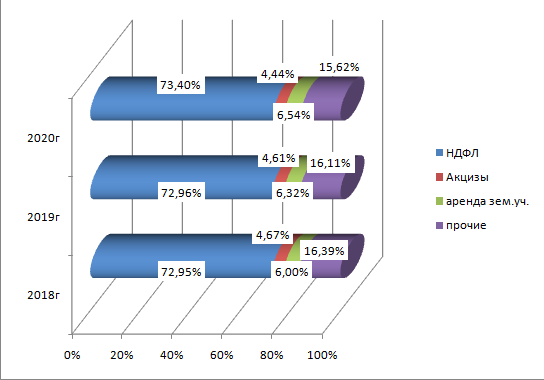 15,62%
4,44%
73,40%
6,54%
2020г
4,61%
16,11%
72,96%
6,32%
2019г
4,67%
16,39%
72,95%
6,00%
2018г
0%
20%
40%
60%
80%
100%
НДФЛ
Акцизы
аренда зем.уч.
прочие